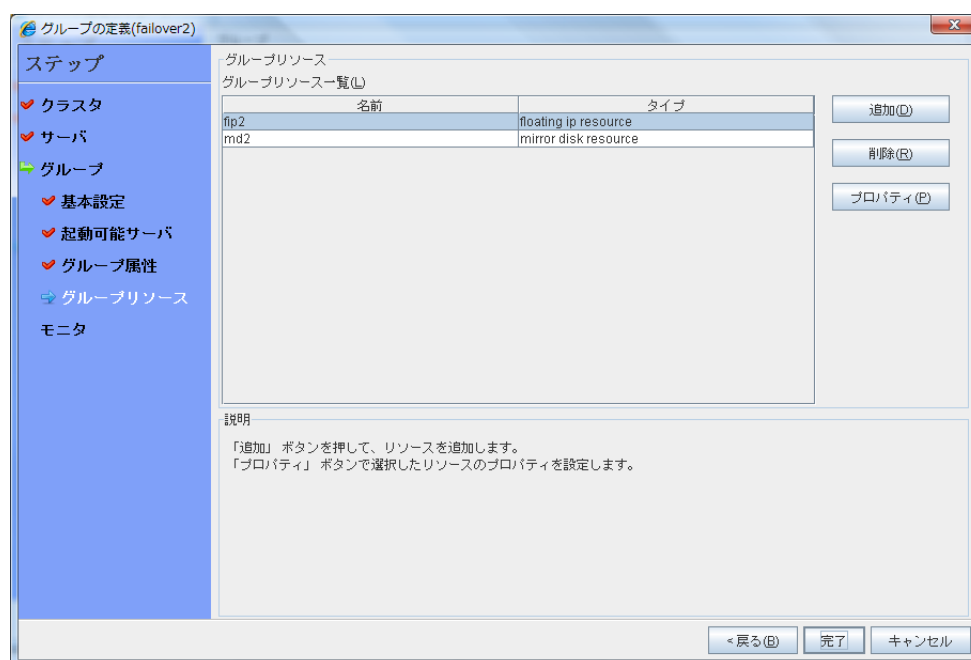 グループの定義(failover2)
x
ステップ
クラスタ
サーバ
グループ
基本設定
起動可能サーバ
グループ属性
グループリソース
モニタ
グループリソース
グループリソース一覧(L)
名前 タイプ
fip2 floating ip resource
md2 mirror disk resource
追加(D)
削除(R)
プロパティ(P)
説明
「追加」 ボタンを押して、リソースを追加します。
「プロパティ」 ボタンで選択したリソースのプロパティを設定します。
<戻る(B) 完了 キャンセル